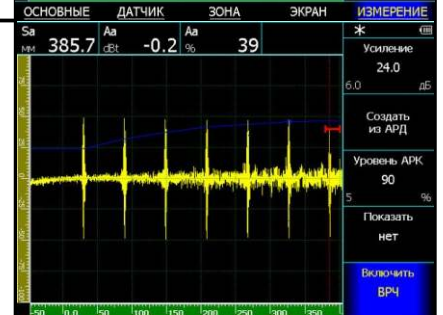 ОСНОВНЫЕ ДАТЧИК ЗОНА ЭКРАН ИЗМЕРЕНИЕ
Sa Aa Aa
мм 385.7 dBt -0.2 % 39
Усиление
24.0
6.0 дБ
Создать
из АРД
Уровень АРК
90
5 %
Показать
нет
Включить
ВРЧ
-50 0.0 50 100 150 200 250 300 350